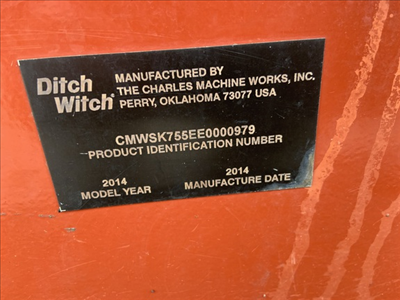 Ditch Witch®
MANUFACTURED BY
THE CHARLES MACHINE WORKS, INC.
PERRY, OKLAHOMA 73077 USA
CMWSK755EE0000979
PRODUCT IDENTIFICATION NUMBER
2014
MODEL YEAR
2014
MANUFACTURE DATE